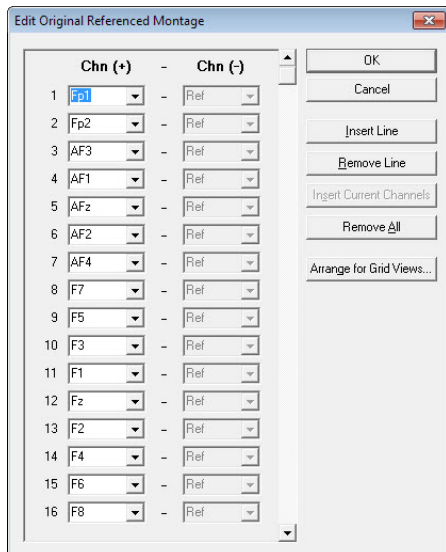 Edit Original Referenced Montage
Chn (+) - Chn (-)
1 Fp1 - Ref
2 Fp2 - Ref
3 AF3 - Ref
4 AF1 - Ref
5 AFz - Ref
6 AF2 - Ref
7 AF4 - Ref
8 F7 - Ref
9 F5 - Ref
10 F3 - Ref
11 F1 - Ref
12 Fz - Ref
13 F2 - Ref
14 F4 - Ref
15 F6 - Ref
16 F8 - Ref
OK
Cancel
Insert Line
Remove Line
Insert Current Channels
Remove All
Arrange for Grid Views...